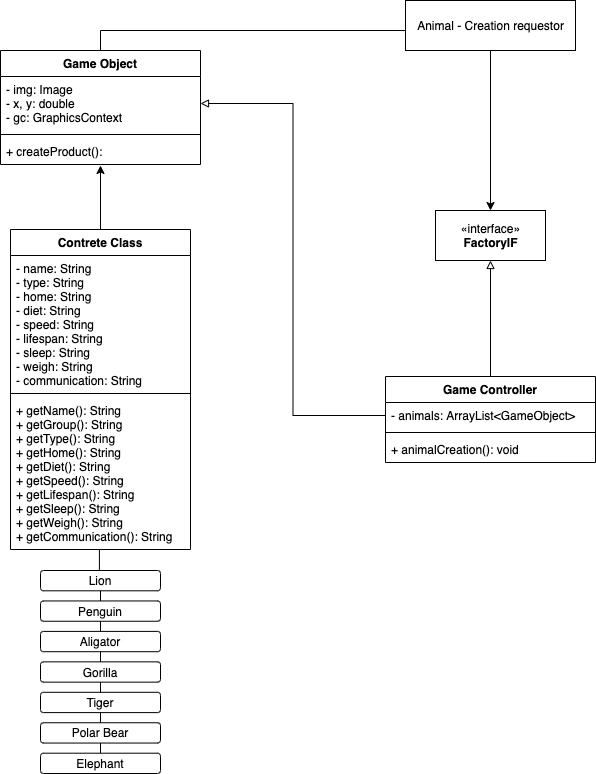 Animal - Creation requestor
Game Object
- img: Image
- x, y: double
- gc: GraphicsContext
+ createProduct():
«interface»
FactoryIF
Contrete Class
- name: String
- type: String
- home: String
- diet: String
- speed: String
- lifespan: String
- sleep: String
- weigh: String
- communication: String
+ getName(): String
+ getGroup(): String
+ getType(): String
+ getHome(): String
+ getDiet(): String
+ getSpeed(): String
+ getLifespan(): String
+ getSleep(): String
+ getWeigh(): String
+ getCommunication(): String
Game Controller
- animals: ArrayList<GameObject>
+ animalCreation(): void
Lion
Penguin
Aligator
Gorilla
Tiger
Polar Bear
Elephant